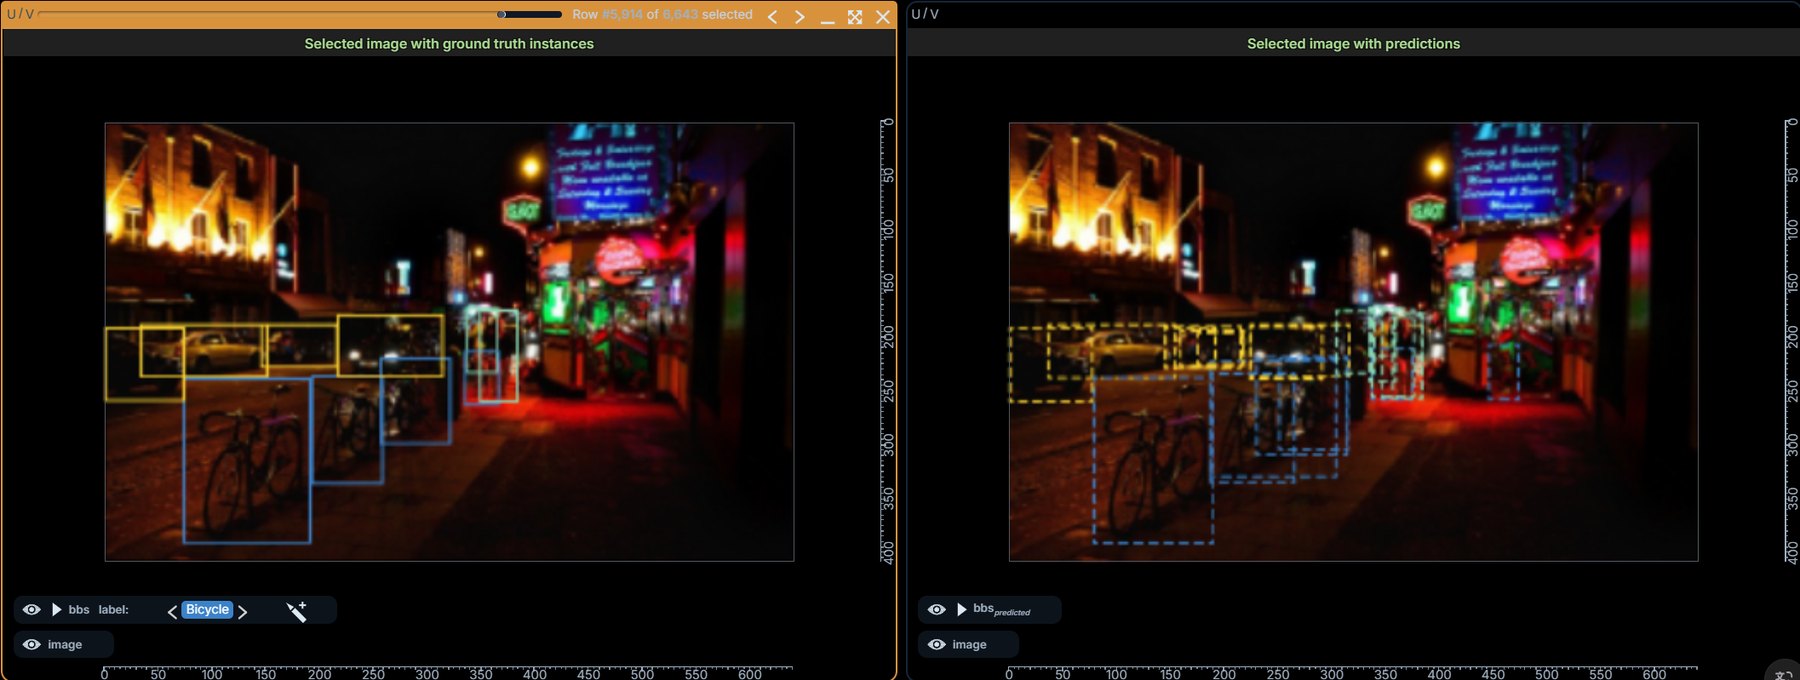 U / V
Row #5,914 of 6,643 selected
Selected image with ground truth instances
0
50
100
150
200
250
300
350
400
bbs label: Bicycle
image
0 50 100 150 200 250 300 350 400 450 500 550 600
U / V
Selected image with predictions
0
50
100
150
200
250
300
350
400
bbs predicted
image
0 50 100 150 200 250 300 350 400 450 500 550 600